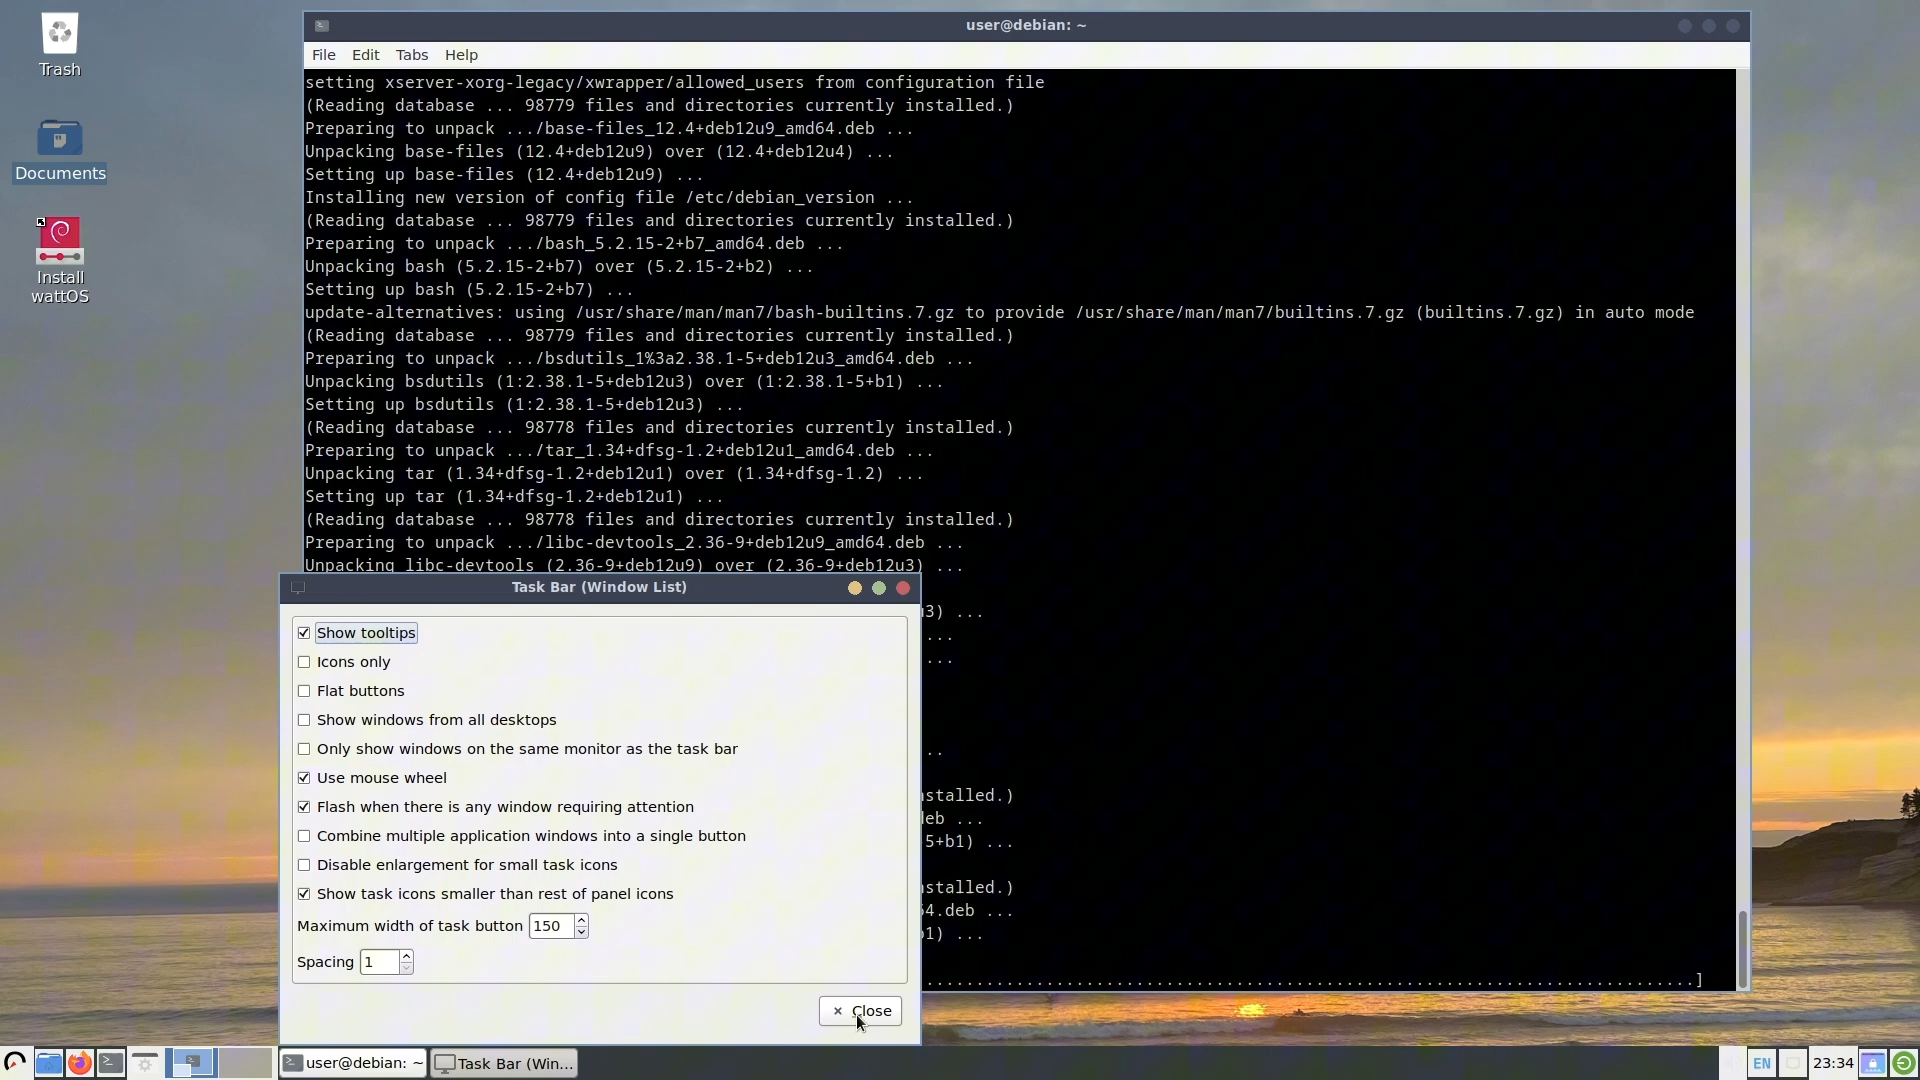 Trash
Documents
Install
wattOS
user@debian: ~
File Edit Tabs Help
setting xserver-xorg-legacy/xwrapper/allowed_users from configuration file
(Reading database ... 98779 files and directories currently installed.)
Preparing to unpack .../base-files_12.4+deb12u9_amd64.deb ...
Unpacking base-files (12.4+deb12u9) over (12.4+deb12u4) ...
Setting up base-files (12.4+deb12u9) ...
Installing new version of config file /etc/debian_version ...
(Reading database ... 98779 files and directories currently installed.)
Preparing to unpack .../bash_5.2.15-2+b7_amd64.deb ...
Unpacking bash (5.2.15-2+b7) over (5.2.15-2+b2) ...
Setting up bash (5.2.15-2+b7) ...
update-alternatives: using /usr/share/man/man7/bash-builtins.7.gz to provide /usr/share/man/man7/builtins.7.gz (builtins.7.gz) in auto mode
(Reading database ... 98779 files and directories currently installed.)
Preparing to unpack .../bsdutils_1%3a2.38.1-5+deb12u3_amd64.deb ...
Unpacking bsdutils (1:2.38.1-5+deb12u3) over (1:2.38.1-5+b1) ...
Setting up bsdutils (1:2.38.1-5+deb12u3) ...
(Reading database ... 98778 files and directories currently installed.)
Preparing to unpack .../tar_1.34+dfsg-1.2+deb12u1_amd64.deb ...
Unpacking tar (1.34+dfsg-1.2+deb12u1) over (1.34+dfsg-1.2) ...
Setting up tar (1.34+dfsg-1.2+deb12u1) ...
(Reading database ... 98778 files and directories currently installed.)
Preparing to unpack .../libc-devtools_2.36-9+deb12u9_amd64.deb ...
Unpacking libc-devtools (2.36-9+deb12u9) over (2.36-9+deb12u3) ...
3) ...
...
...
..
stalled.)
eb ...
5+b1) ...
stalled.)
4.deb ...
1) ...
.............................................................................]
Task Bar (Window List)
Show tooltips
Icons only
Flat buttons
Show windows from all desktops
Only show windows on the same monitor as the task bar
Use mouse wheel
Flash when there is any window requiring attention
Combine multiple application windows into a single button
Disable enlargement for small task icons
Show task icons smaller than rest of panel icons
Maximum width of task button 150
Spacing 1
Close
user@debian: ~
Task Bar (Win...
EN
23:34